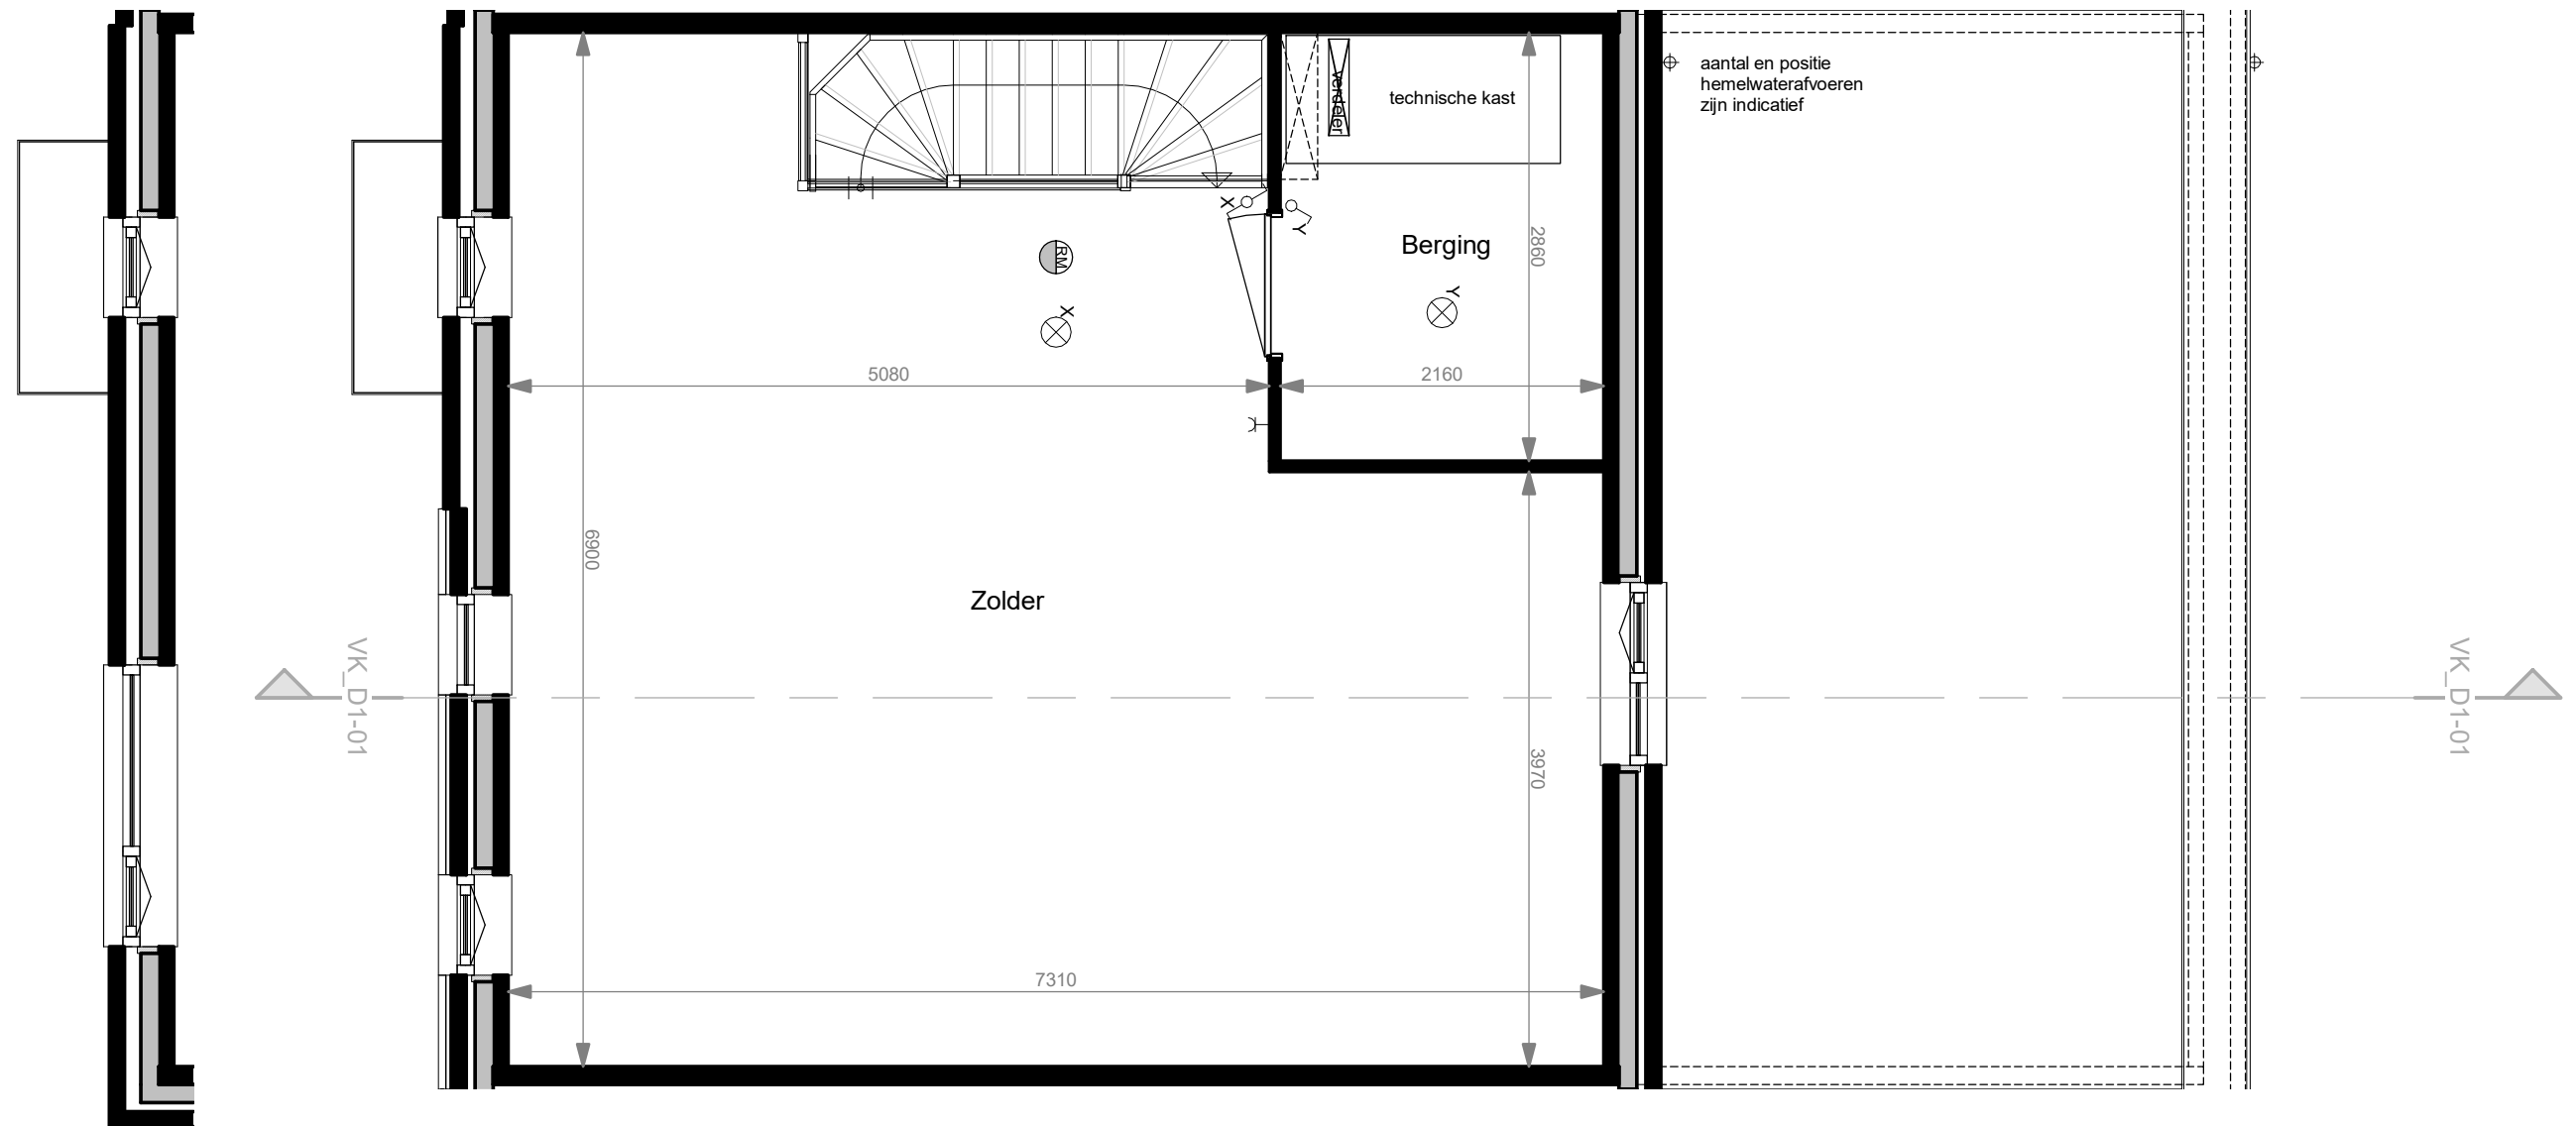 aantal en positie
hemelwaterafvoeren
zijn indicatief
verdeler
technische kast
X
Y
Berging
2860
RM
X
Y
5080
2160
6900
Zolder
VK_D1-01
VK_D1-01
3970
7310